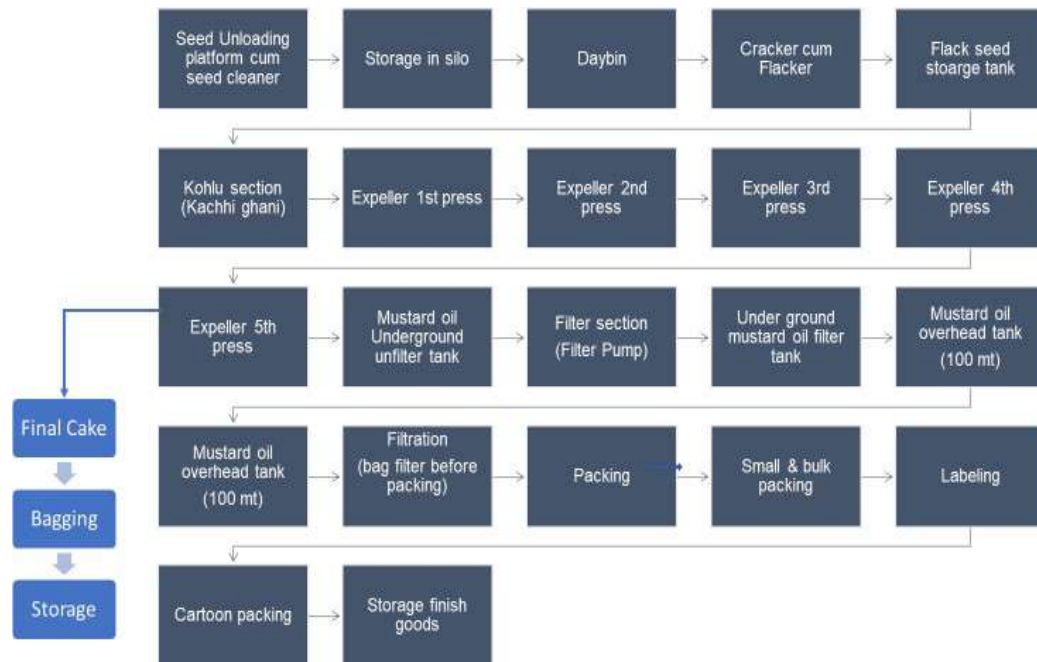 Seed Unloading
platform cum
seed cleaner
Storage in silo
Daybin
Cracker cum
Flacker
Flack seed
stoarge tank
Kohlu section
(Kachhi ghani)
Expeller 1st press
Expeller 2nd
press
Expeller 3rd
press
Expeller 4th
press
Expeller 5th
press
Mustard oil
Underground
unfilter tank
Filter section
(Filter Pump)
Under ground
mustard oil filter
tank
Mustard oil
overhead tank
(100 mt)
Mustard oil
overhead tank
(100 mt)
Filtration
(bag filter before
packing)
Packing
Small & bulk
packing
Labeling
Cartoon packing
Storage finish
goods
Final Cake
Bagging
Storage